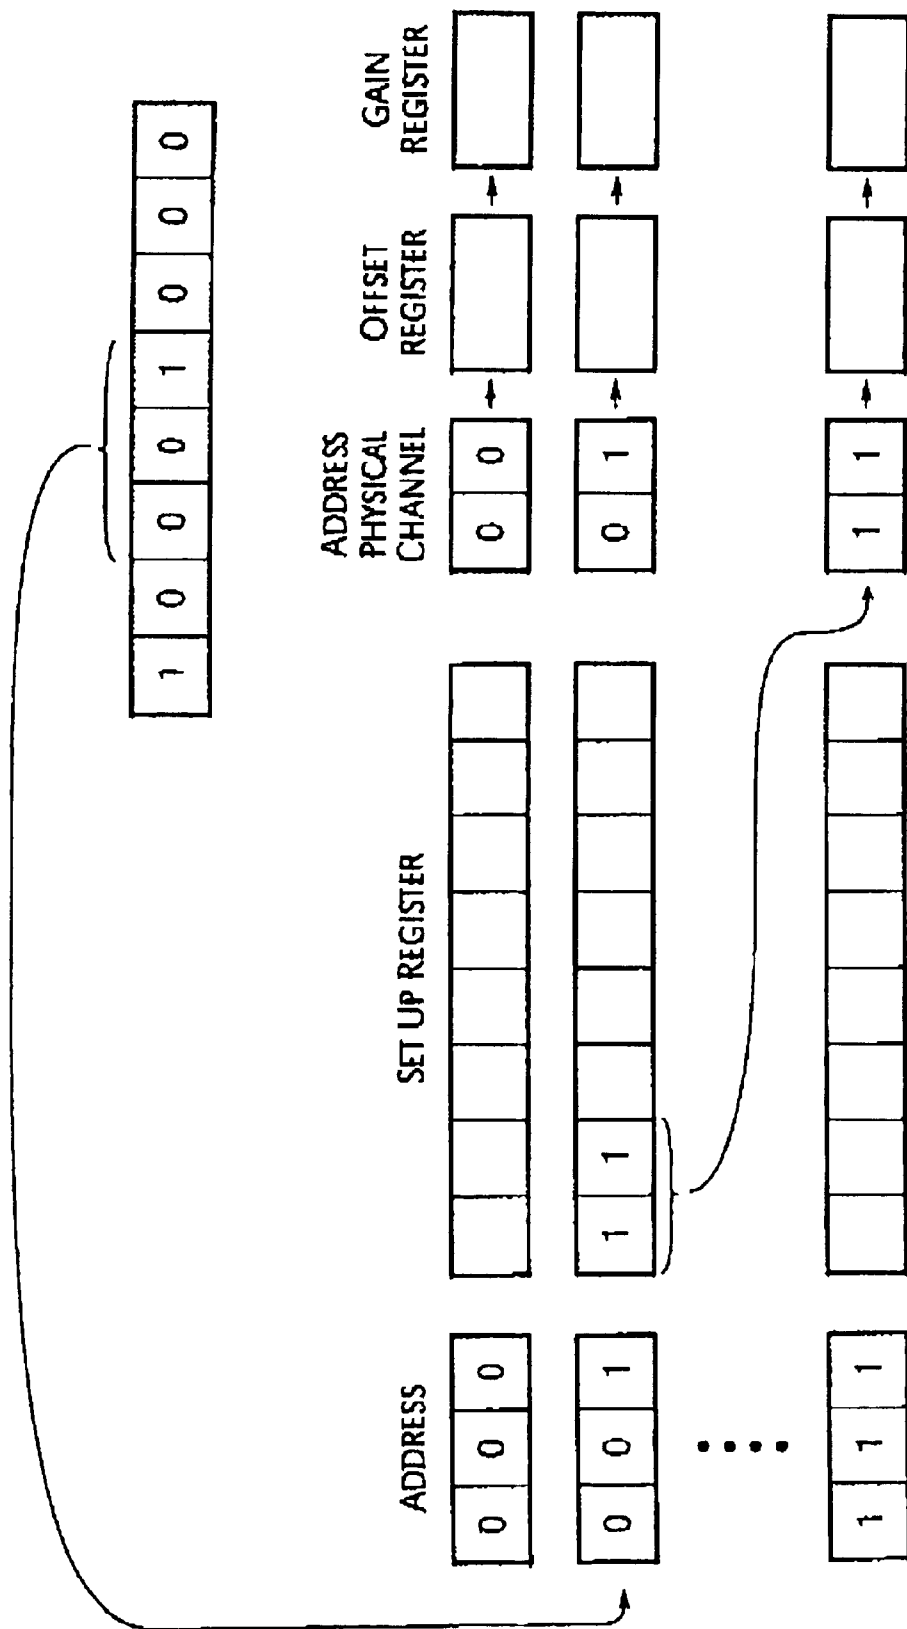 1 0 0 0 1 0 0 0
ADDRESS
SET UP REGISTER
ADDRESS
PHYSICAL
CHANNEL
OFFSET
REGISTER
GAIN
REGISTER
0 0 0
0 0
0 0 1
1 1
0 1
1 1 1
1 1